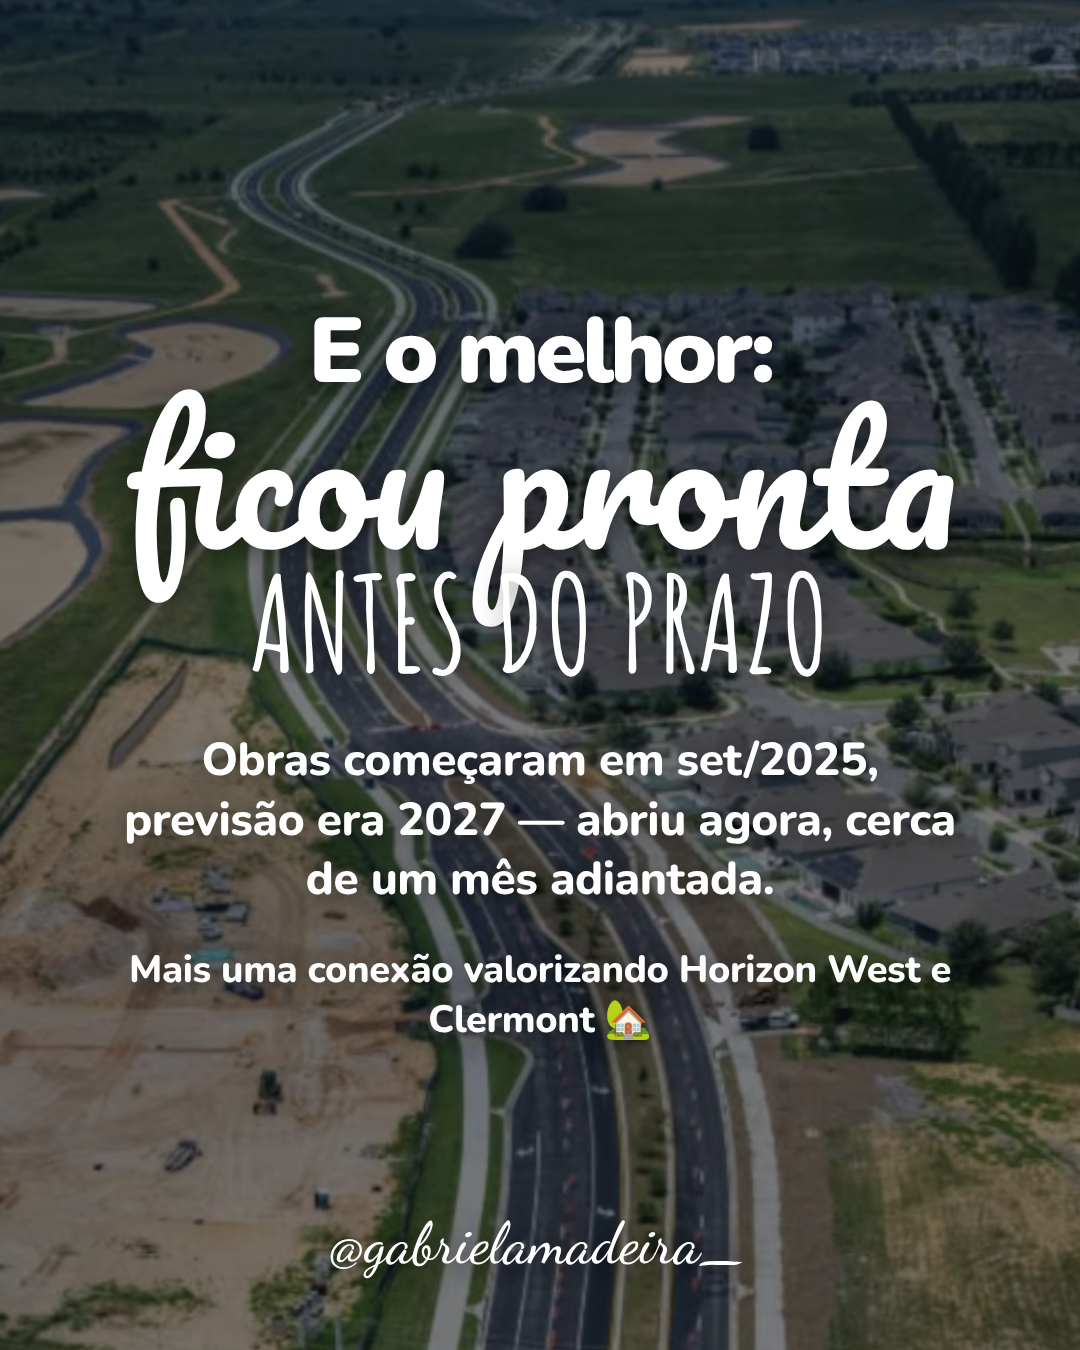 E o melhor:
ficou pronta
ANTES DO PRAZO
Obras começaram em set/2025,
previsão era 2027 — abriu agora, cerca
de um mês adiantada.
Mais uma conexão valorizando Horizon West e
Clermont 🏡
@gabrielamadeira_